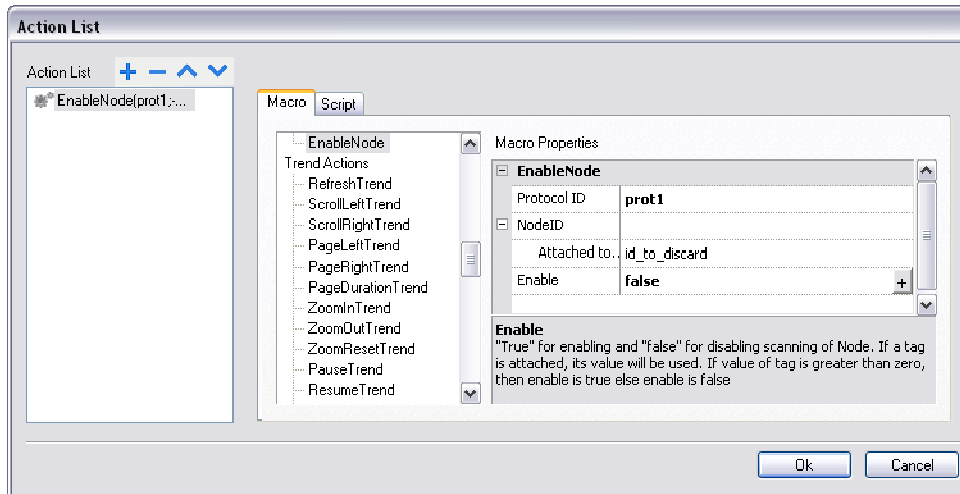 Action List
Action List
EnableNode(prot1;-...
Macro
Script
EnableNode
Trend Actions
RefreshTrend
ScrollLeftTrend
ScrollRightTrend
PageLeftTrend
PageRightTrend
PageDurationTrend
ZoomInTrend
ZoomOutTrend
ZoomResetTrend
PauseTrend
ResumeTrend
Macro Properties
EnableNode
Protocol ID prot1
NodeID
Attached to.. id_to_discard
Enable false +
Enable
"True" for enabling and "false" for disabling scanning of Node. If a tag
is attached, its value will be used. If value of tag is greater than zero,
then enable is true else enable is false
Ok
Cancel